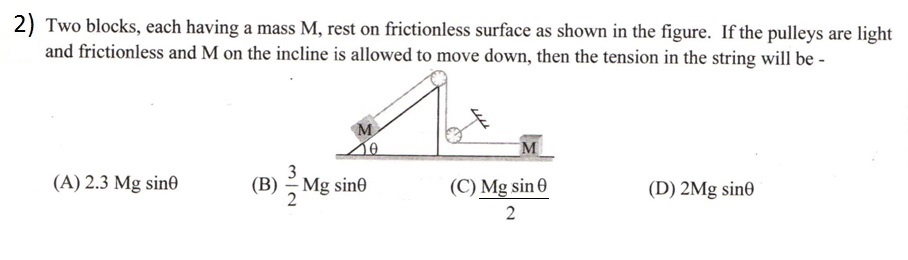 2) Two blocks, each having a mass M, rest on frictionless surface as shown in the figure. If the pulleys are light
and frictionless and M on the incline is allowed to move down, then the tension in the string will be -
M
θ
M
(A) 2.3 Mg sinθ (B) 3/2 Mg sinθ (C) Mg sin θ/2 (D) 2Mg sinθ